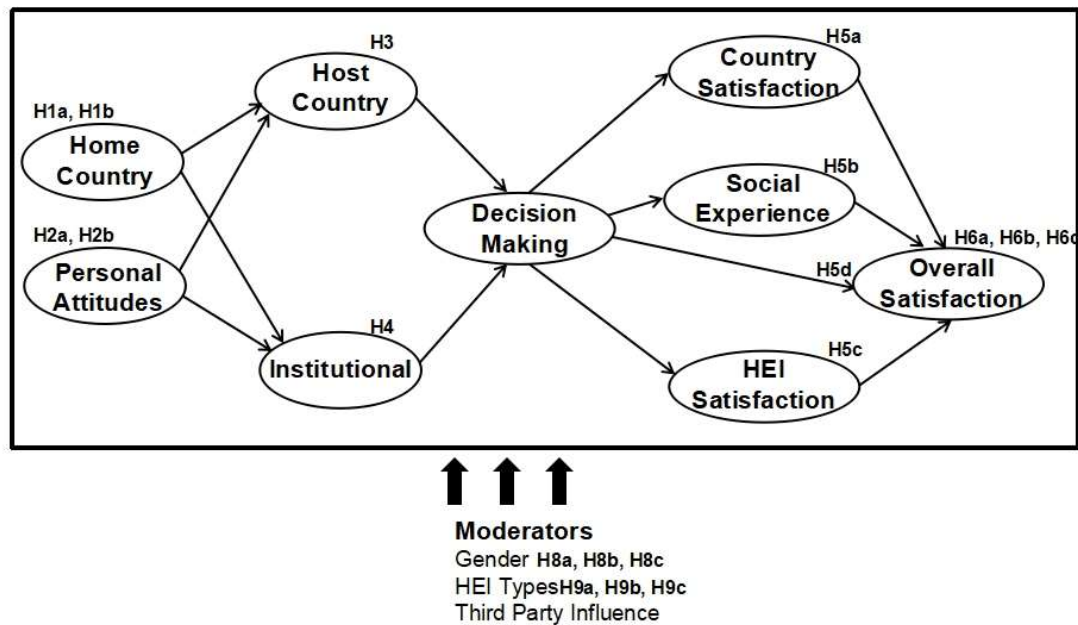 H1a, H1b
Home
Country
H2a, H2b
Personal
Attitudes
H3
Host
Country
H4
Institutional
Decision
Making
H5a
Country
Satisfaction
H5b
Social
Experience
H5d
H5c
HEI
Satisfaction
H6a, H6b, H6c
Overall
Satisfaction
Moderators
Gender H8a, H8b, H8c
HEI TypesH9a, H9b, H9c
Third Party Influence